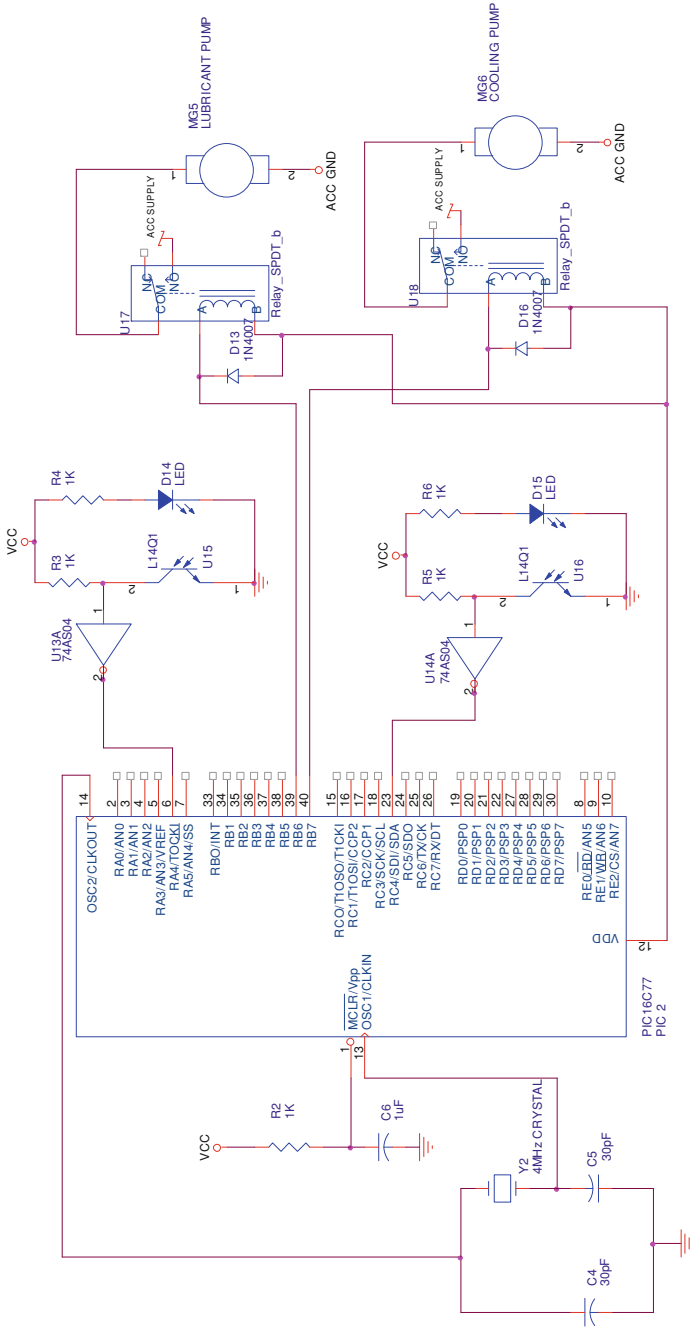 MG5
LUBRICANT PUMP
1
2
ACC GND
ACC SUPPLY
U17
NC
COM
NO
A
B
Relay_SPDT_b
D13
1N4007
MG6
COOLING PUMP
1
2
ACC GND
ACC SUPPLY
U18
NC
COM
NO
A
B
Relay_SPDT_b
D16
1N4007
VCC
R3
1K
R4
1K
D14
LED
L14Q1
U15
2
1
U13A
74AS04
1
2
VCC
R5
1K
R6
1K
D15
LED
L14Q1
U16
2
1
U14A
74AS04
1
2
14
OSC2/CLKOUT
2
RA0/AN0
3
RA1/AN1
4
RA2/AN2
5
RA3/AN3/VREF
6
RA4/TOCKI
7
RA5/AN4/SS
33
RBO/INT
34
RB1
35
RB2
36
RB3
37
RB4
38
RB5
39
RB6
40
RB7
15
RCO/T1OSO/T1CKI
16
RC1/T1OSI/CCP2
17
RC2/CCP1
18
RC3/SCK/SCL
23
RC4/SDI/SDA
24
RC5/SDO
25
RC6/TX/CK
26
RC7/RX/DT
19
RD0/PSP0
20
RD1/PSP1
21
RD2/PSP2
22
RD3/PSP3
27
RD4/PSP4
28
RD5/PSP5
29
RD6/PSP6
30
RD7/PSP7
8
RE0/RD/AN5
9
RE1/WR/AN6
10
RE2/CS/AN7
VDD
12
1
MCLR/Vpp
13
OSC1/CLKIN
PIC16C77
PIC 2
VCC
R2
1K
C6
1uF
Y2
4MHz CRYSTAL
C5
30pF
C4
30pF